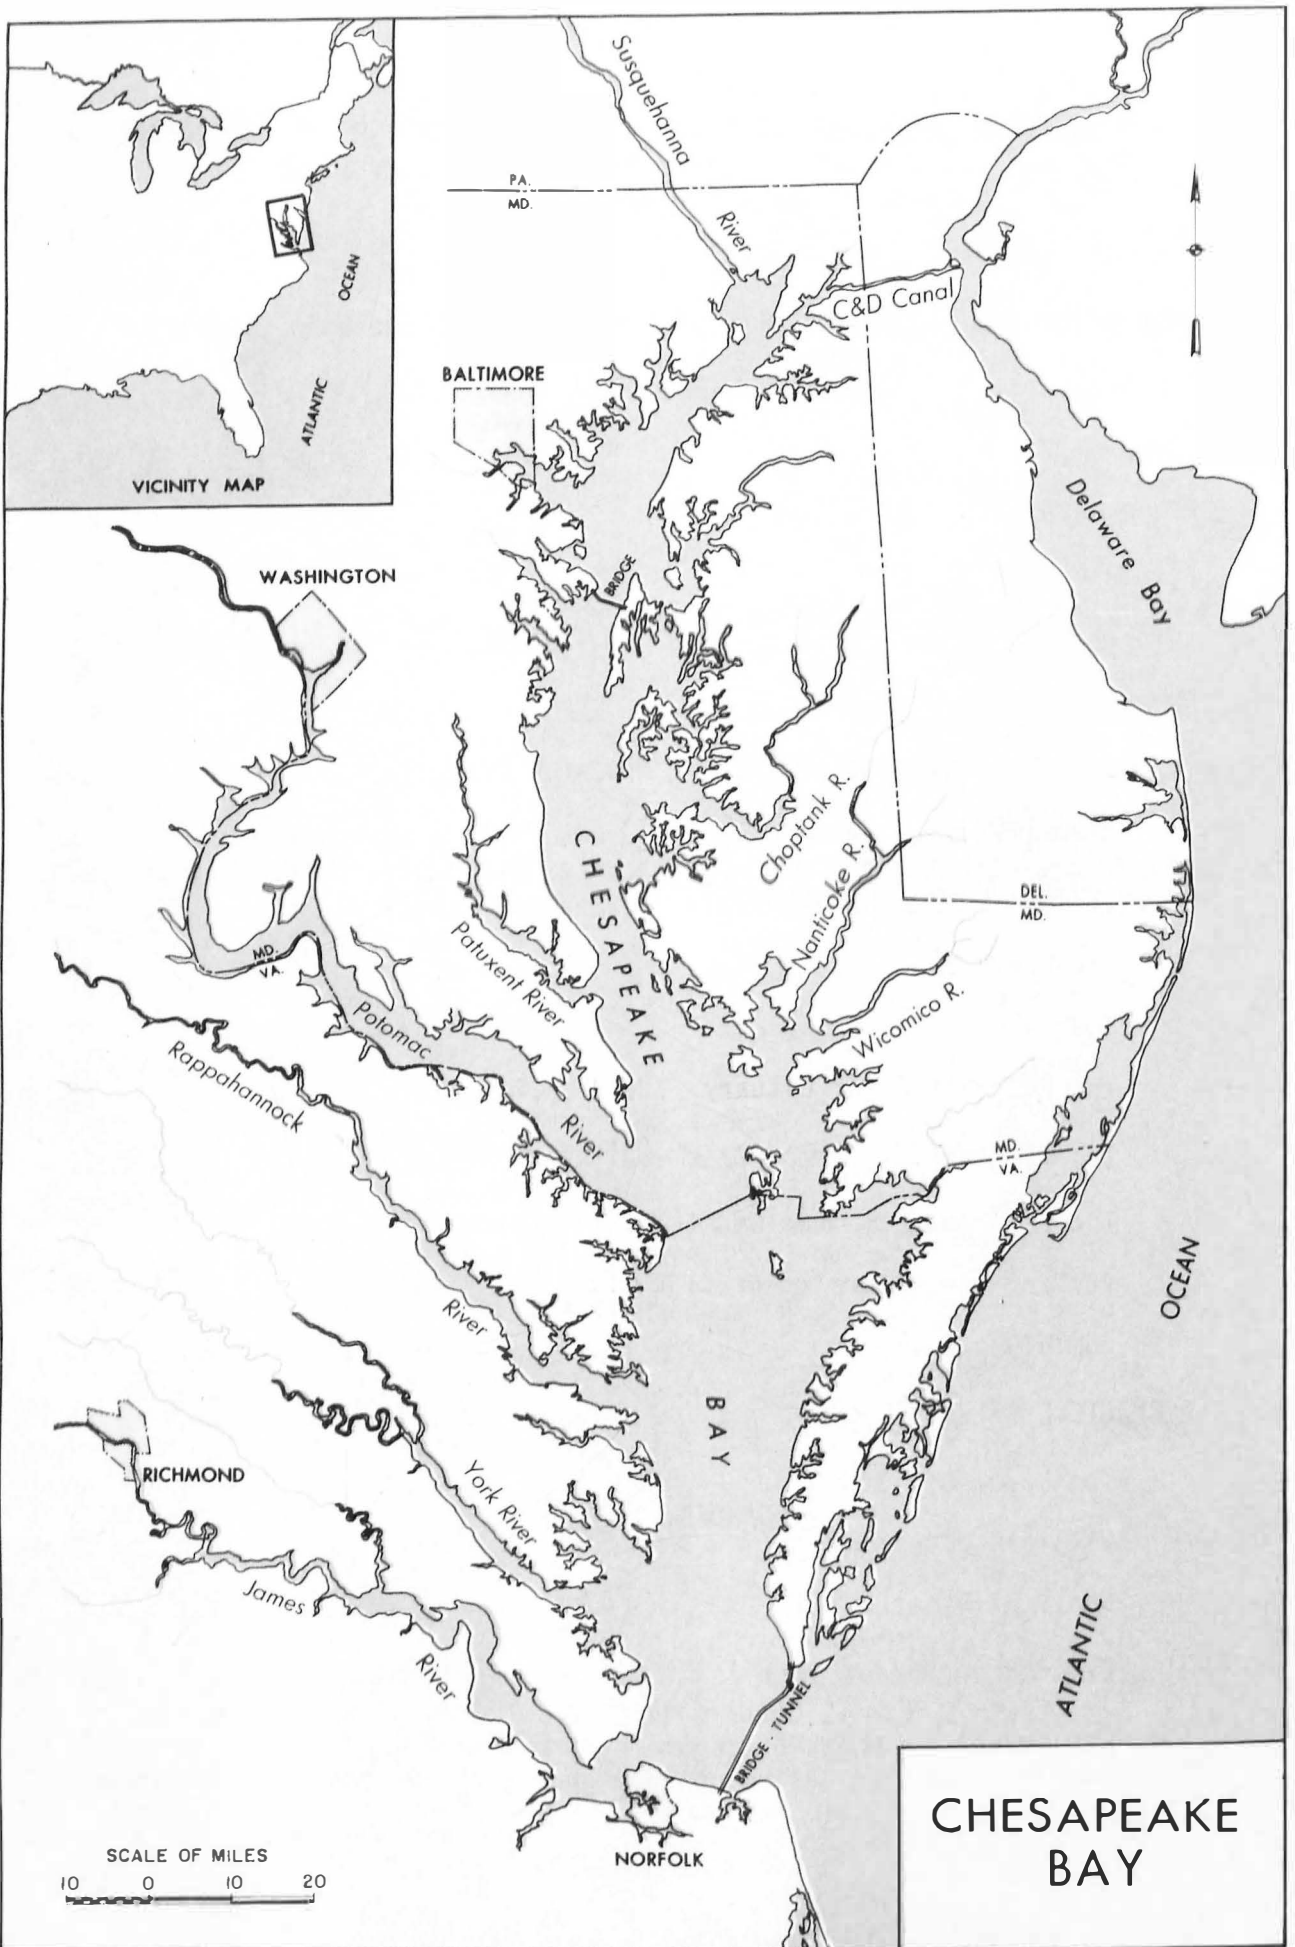 Susquehanna
River
PA.
MD.
OCEAN
ATLANTIC
VICINITY MAP
C&D Canal
BALTIMORE
Delaware Bay
WASHINGTON
BRIDGE
CHESAPEAKE
BAY
Choptank R.
Nanticoke R.
DEL.
MD.
MD.
VA.
Patuxent River
Potomac
River
Wicomico R.
Rappahannock
River
MD.
VA.
OCEAN
ATLANTIC
RICHMOND
York River
James
River
BRIDGE - TUNNEL
NORFOLK
SCALE OF MILES
10 0 10 20
CHESAPEAKE
BAY